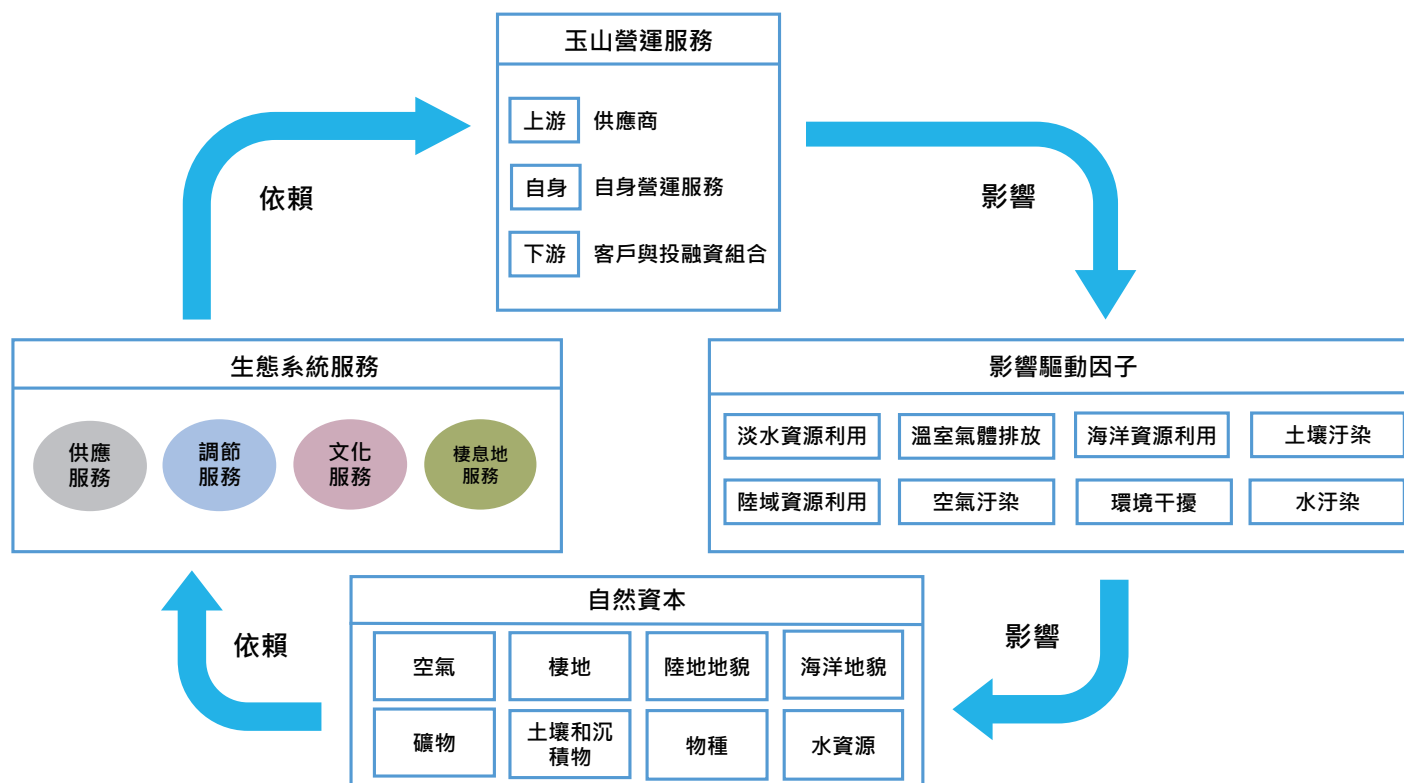 玉山營運服務
上游 供應商
自身 自身營運服務
下游 客戶與投融資組合
依賴
影響
生態系統服務
供應
服務
調節
服務
文化
服務
棲息地
服務
影響驅動因子
淡水資源利用 溫室氣體排放 海洋資源利用 土壤汙染
陸域資源利用 空氣汙染 環境干擾 水汙染
依賴
影響
自然資本
空氣 棲地 陸地地貌 海洋地貌
礦物
土壤和沉
積物
物種
水資源